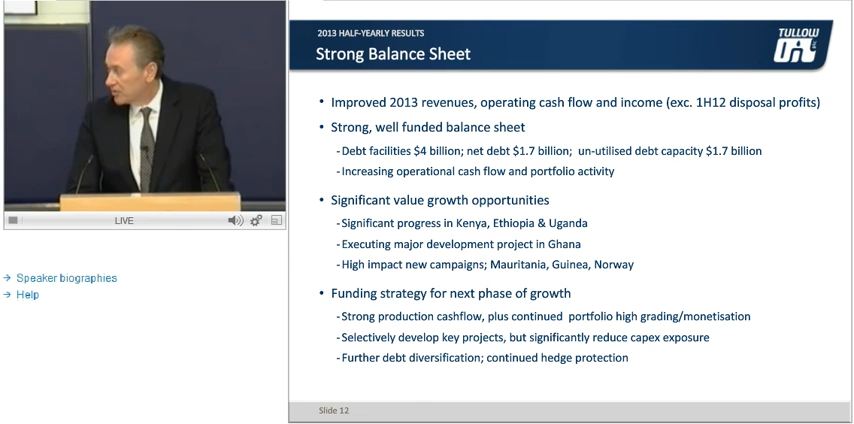 2013 HALF-YEARLY RESULTS
Strong Balance Sheet
TULLOW
Oil
plc
• Improved 2013 revenues, operating cash flow and income (exc. 1H12 disposal profits)
• Strong, well funded balance sheet
-Debt facilities $4 billion; net debt $1.7 billion; un-utilised debt capacity $1.7 billion
-Increasing operational cash flow and portfolio activity
• Significant value growth opportunities
-Significant progress in Kenya, Ethiopia & Uganda
-Executing major development project in Ghana
-High impact new campaigns; Mauritania, Guinea, Norway
• Funding strategy for next phase of growth
-Strong production cashflow, plus continued portfolio high grading/monetisation
-Selectively develop key projects, but significantly reduce capex exposure
-Further debt diversification; continued hedge protection
Slide 12
LIVE
→ Speaker biographies
→ Help